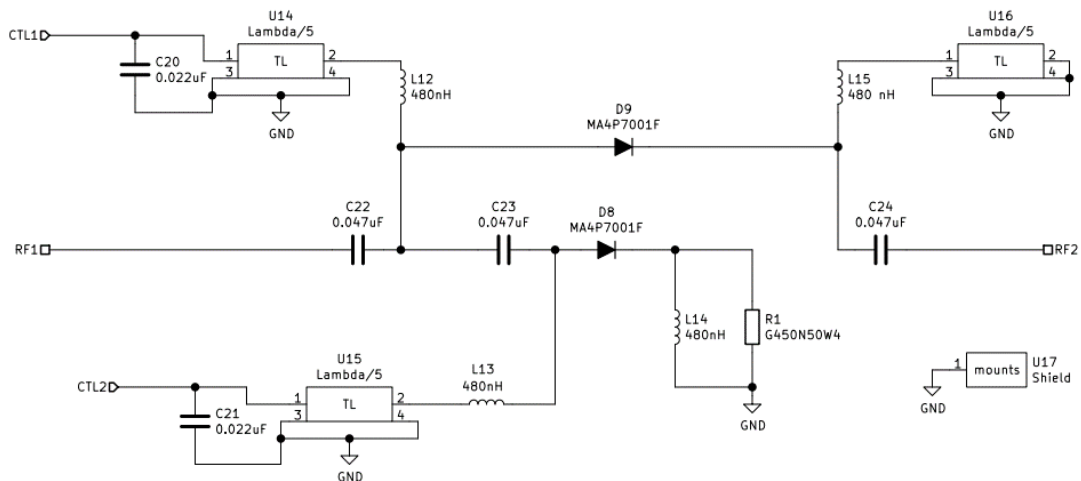 U14
Lambda/5
CTL1
1
2
TL
3
4
C20
0.022uF
GND
L12
480nH
U16
Lambda/5
1
2
TL
3
4
L15
480 nH
GND
D9
MA4P7001F
C22
0.047uF
C23
0.047uF
D8
MA4P7001F
C24
0.047uF
RF1
RF2
L14
480nH
R1
G450N50W4
GND
U15
Lambda/5
CTL2
1
2
TL
3
4
C21
0.022uF
GND
L13
480nH
1
mounts
U17
Shield
GND